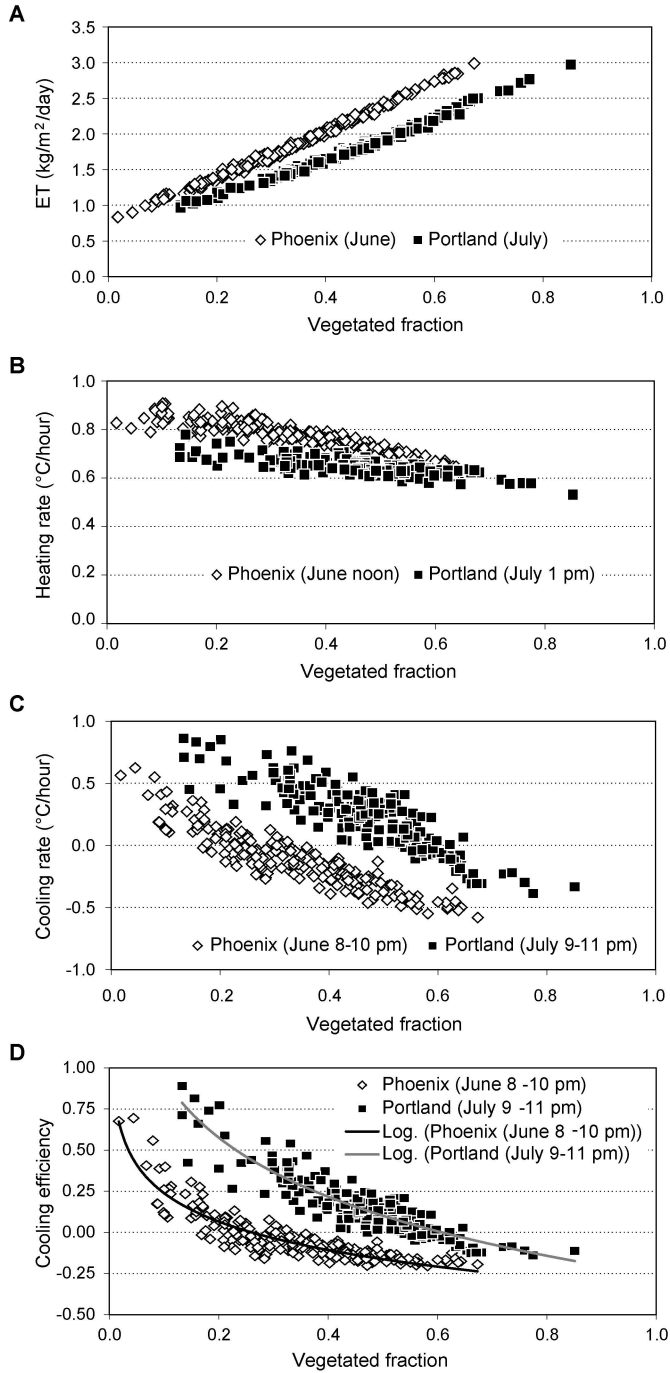 A
ET (kg/m²/day)
3.5
3.0
2.5
2.0
1.5
1.0
0.5
0.0
Phoenix (June) Portland (July)
0.0 0.2 0.4 0.6 0.8 1.0
Vegetated fraction
B
Heating rate (°C/hour)
1.0
0.8
0.6
0.4
0.2
0.0
Phoenix (June noon) Portland (July 1 pm)
0.0 0.2 0.4 0.6 0.8 1.0
Vegetated fraction
C
Cooling rate (°C/hour)
1.0
0.5
0.0
-0.5
-1.0
Phoenix (June 8-10 pm) Portland (July 9-11 pm)
0.0 0.2 0.4 0.6 0.8 1.0
Vegetated fraction
D
Cooling efficiency
1.00
0.75
0.50
0.25
0.00
-0.25
-0.50
Phoenix (June 8 -10 pm)
Portland (July 9 -11 pm)
Log. (Phoenix (June 8 -10 pm))
Log. (Portland (July 9-11 pm))
0.0 0.2 0.4 0.6 0.8 1.0
Vegetated fraction